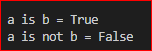 a is b = True
a is not b = False